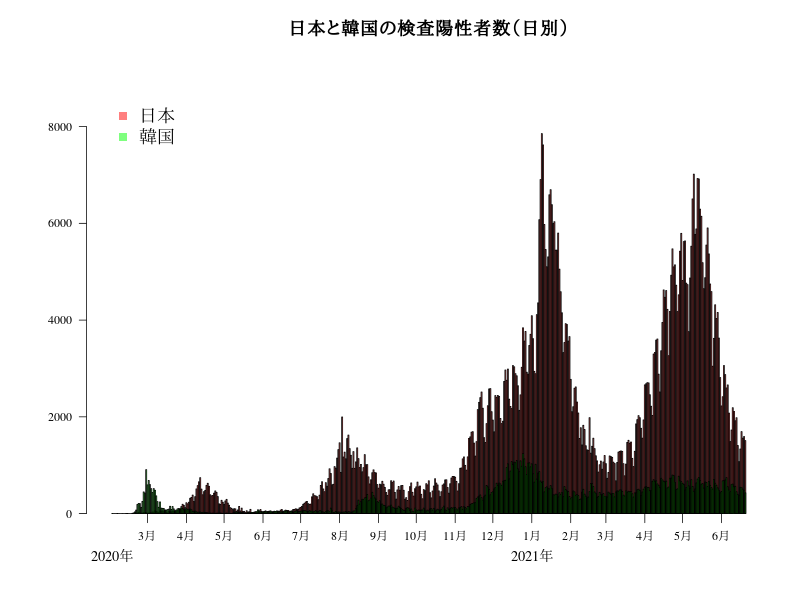 日本と韓国の検査陽性者数（日別）
日本
韓国
8000
6000
4000
2000
0
3月 4月 5月 6月 7月 8月 9月 10月 11月 12月 1月 2月 3月 4月 5月 6月
2020年 2021年